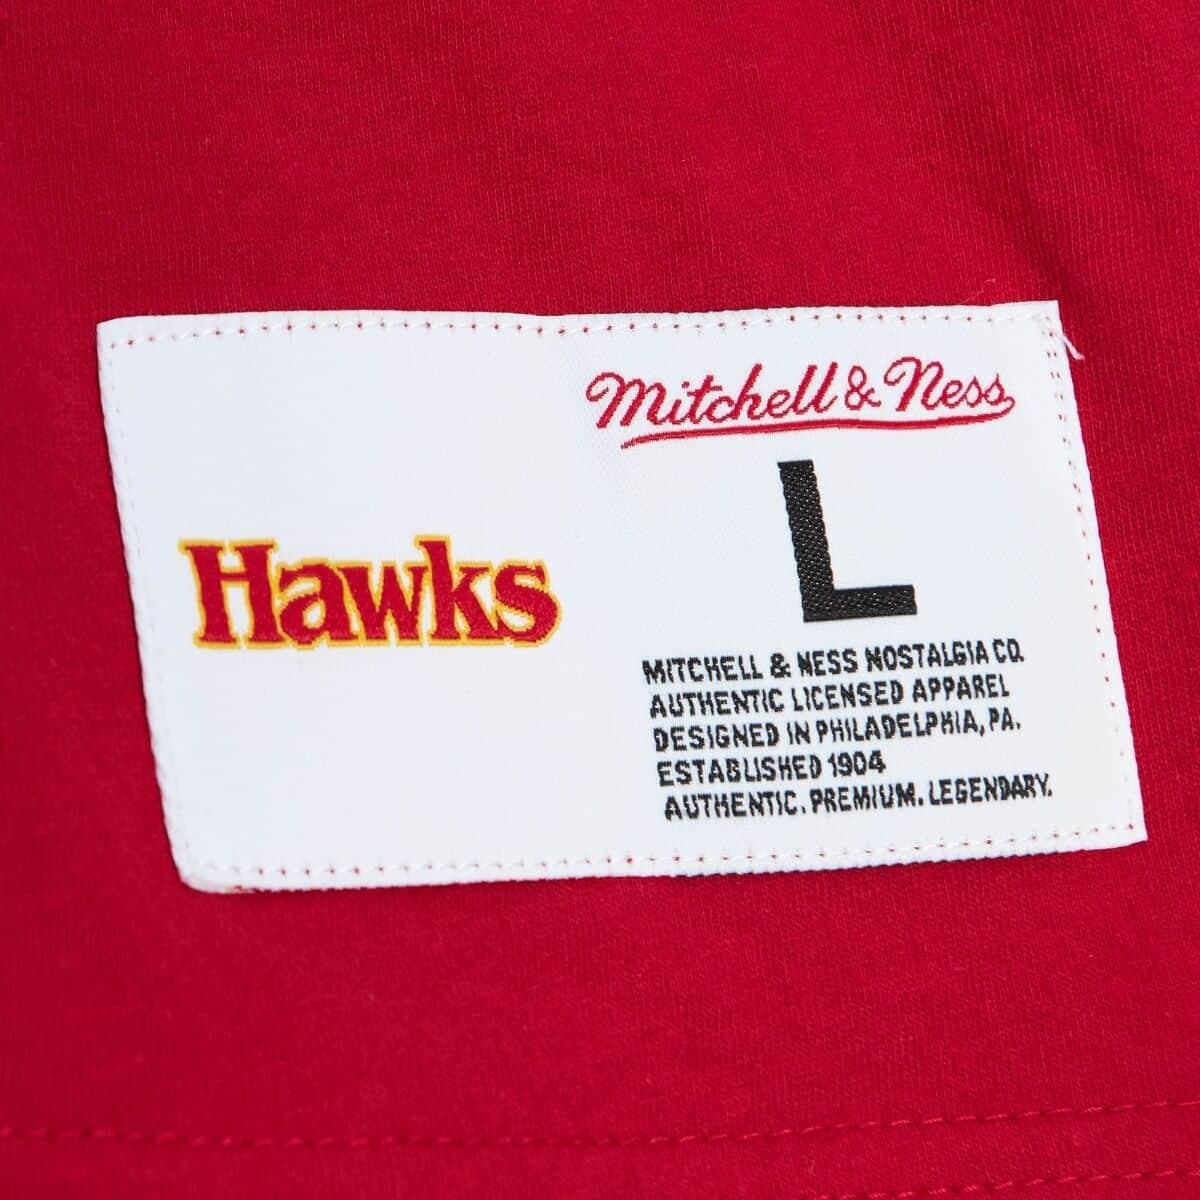 Hawks
Mitchell & Ness
L
MITCHELL & NESS NOSTALGIA CO.
AUTHENTIC LICENSED APPAREL
DESIGNED IN PHILADELPHIA, PA.
ESTABLISHED 1904
AUTHENTIC. PREMIUM. LEGENDARY.